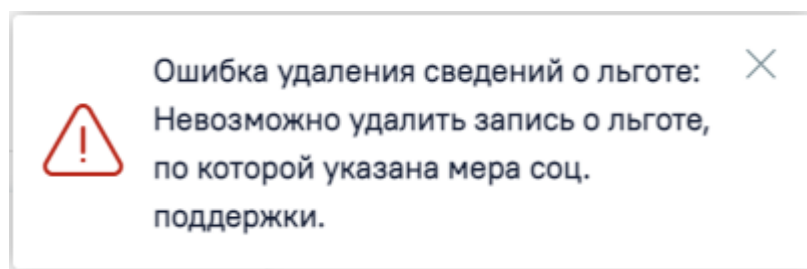 Ошибка удаления сведений о льготе:
Невозможно удалить запись о льготе,
по которой указана мера соц.
поддержки.